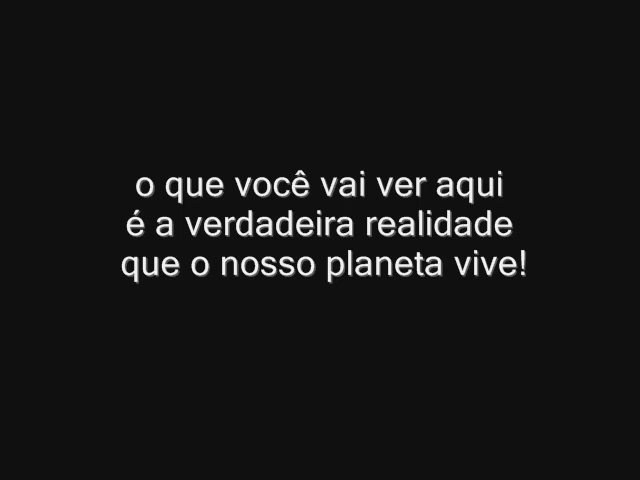 o que você vai ver aqui
é a verdadeira realidade
que o nosso planeta vive!